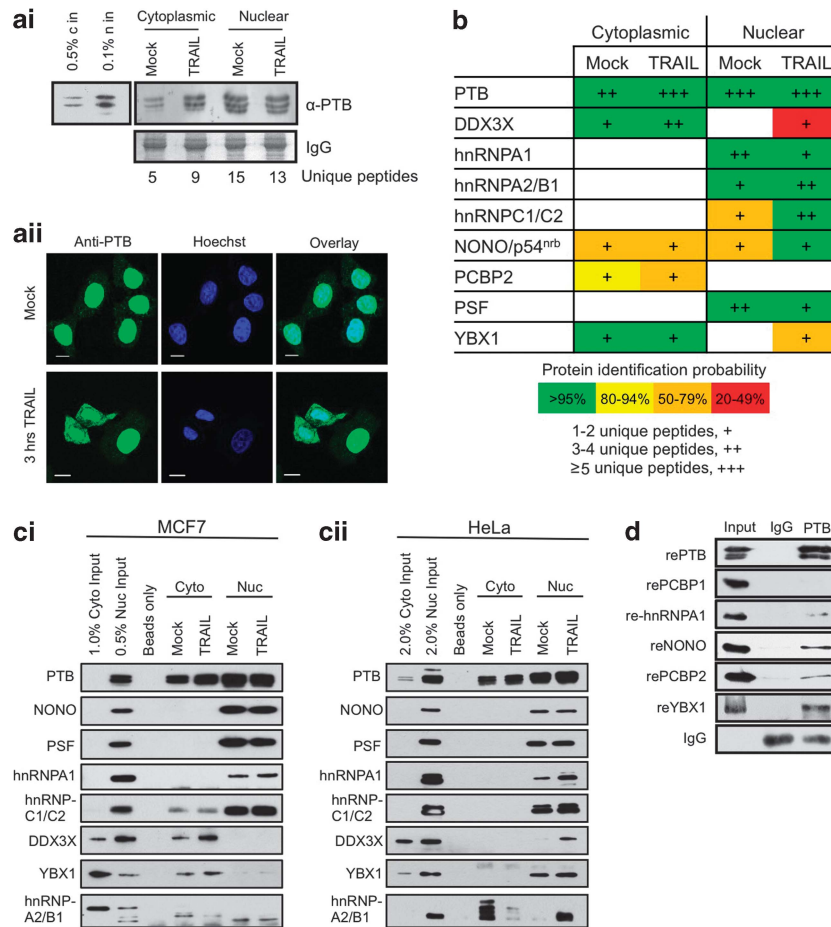 ai
0.5% c in
0.1% n in
Cytoplasmic
Nuclear
Mock
TRAIL
Mock
TRAIL
α-PTB
IgG
5 9 15 13 Unique peptides
aii
Anti-PTB Hoechst Overlay
Mock
3 hrs TRAIL
b
Cytoplasmic Nuclear
Mock TRAIL Mock TRAIL
PTB ++ +++ +++ +++
DDX3X + ++ +
hnRNPA1 ++ +
hnRNPA2/B1 + ++
hnRNPC1/C2 + ++
NONO/p54nrb + + + +
PCBP2 + +
PSF ++ +
YBX1 + + +
Protein identification probability
>95% 80-94% 50-79% 20-49%
1-2 unique peptides, +
3-4 unique peptides, ++
≥5 unique peptides, +++
ci
MCF7
1.0% Cyto Input
0.5% Nuc Input
Beads only
Cyto
Nuc
Mock
TRAIL
Mock
TRAIL
PTB
NONO
PSF
hnRNPA1
hnRNP-
C1/C2
DDX3X
YBX1
hnRNP-
A2/B1
cii
HeLa
2.0% Cyto Input
2.0% Nuc Input
Beads only
Cyto
Nuc
Mock
TRAIL
Mock
TRAIL
PTB
NONO
PSF
hnRNPA1
hnRNP-
C1/C2
DDX3X
YBX1
hnRNP-
A2/B1
d
Input IgG PTB
rePTB
rePCBP1
re-hnRNPA1
reNONO
rePCBP2
reYBX1
IgG